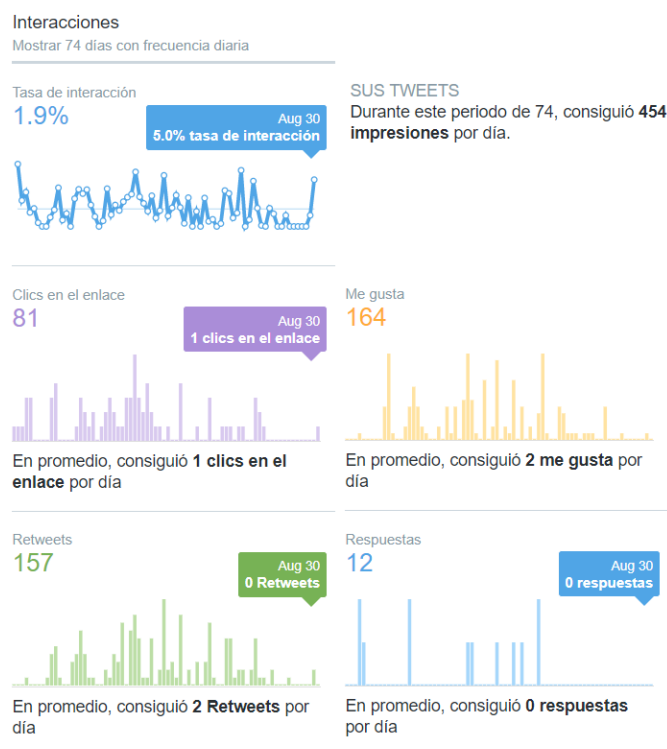 Interacciones
Mostrar 74 días con frecuencia diaria
Tasa de interacción
1.9%
Aug 30
5.0% tasa de interacción
SUS TWEETS
Durante este periodo de 74, consiguió 454
impresiones por día.
Clics en el enlace
81
Aug 30
1 clics en el enlace
En promedio, consiguió 1 clics en el
enlace por día
Me gusta
164
En promedio, consiguió 2 me gusta por
día
Retweets
157
Aug 30
0 Retweets
En promedio, consiguió 2 Retweets por
día
Respuestas
12
Aug 30
0 respuestas
En promedio, consiguió 0 respuestas
por día